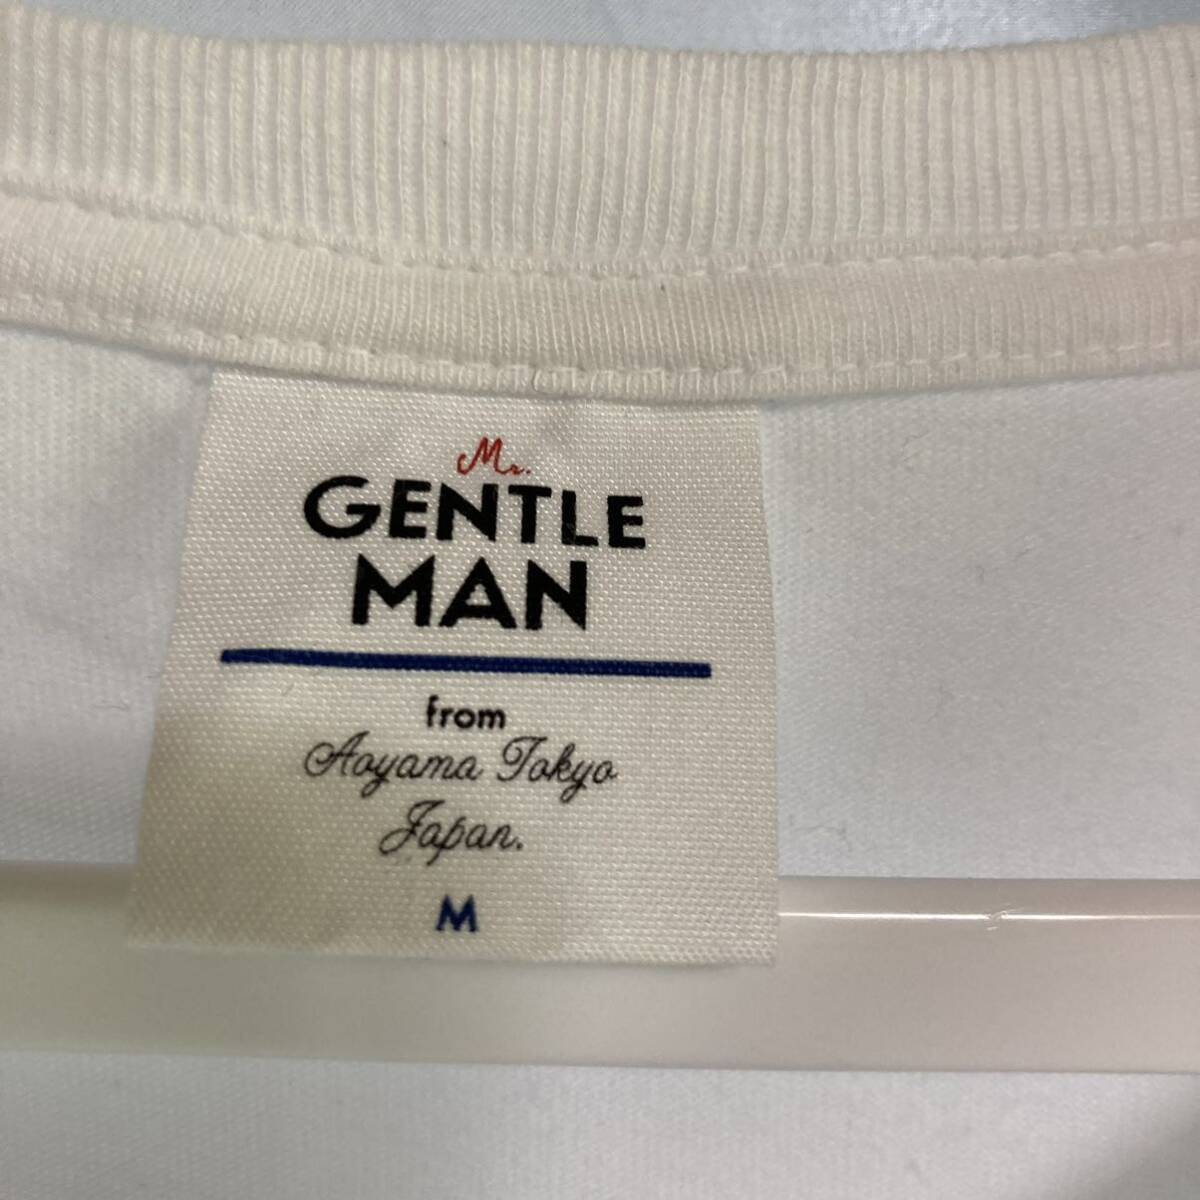 Mr.
GENTLE
MAN
from
Aoyama Tokyo
Japan.
M